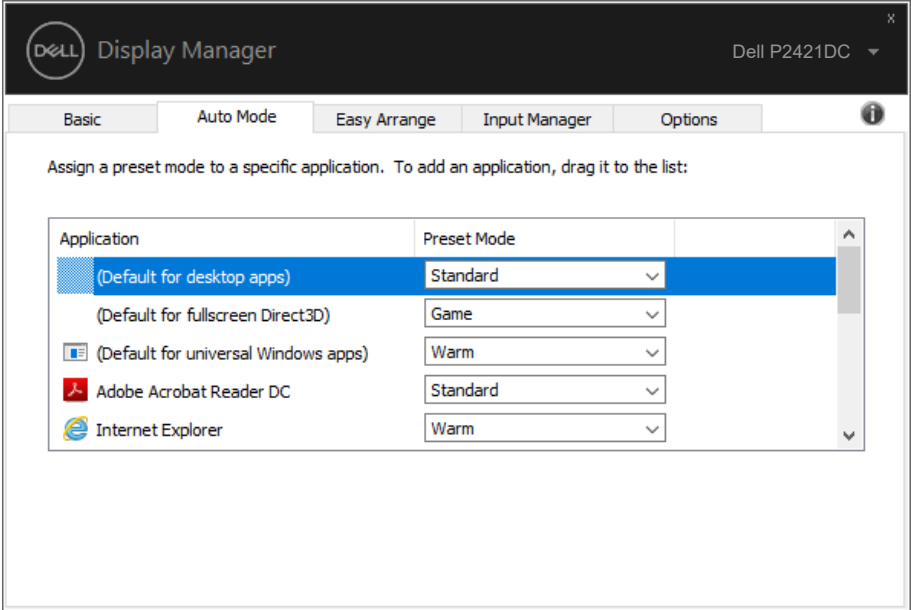 x
DELL Display Manager Dell P2421DC
Basic Auto Mode Easy Arrange Input Manager Options
Assign a preset mode to a specific application. To add an application, drag it to the list:
Application Preset Mode
(Default for desktop apps) Standard
(Default for fullscreen Direct3D) Game
(Default for universal Windows apps) Warm
Adobe Acrobat Reader DC Standard
Internet Explorer Warm